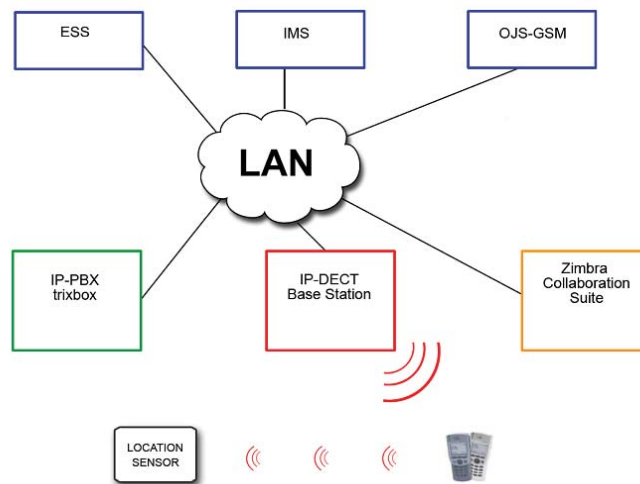 ESS
IMS
OJS-GSM
LAN
IP-PBX
trixbox
IP-DECT
Base Station
Zimbra
Collaboration
Suite
LOCATION
SENSOR